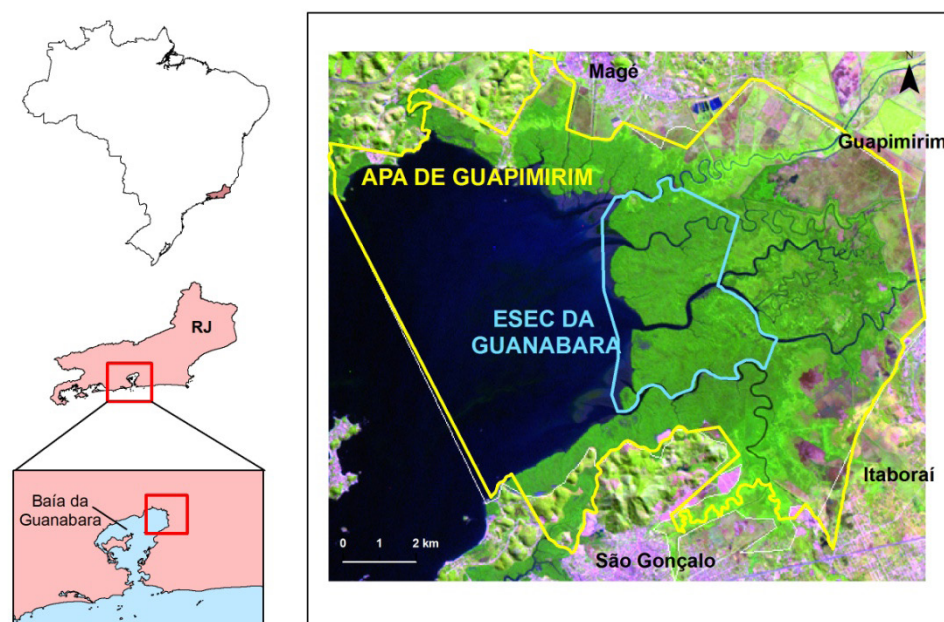 RJ
Baía da
Guanabara
N
Magé
Guapimirim
APA DE GUAPIMIRIM
ESEC DA
GUANABARA
Itaboraí
0 1 2 km
São Gonçalo